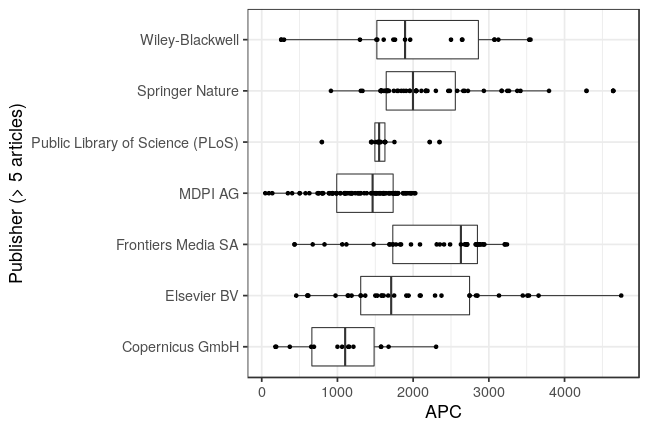 Publisher (> 5 articles)
Wiley-Blackwell
Springer Nature
Public Library of Science (PLoS)
MDPI AG
Frontiers Media SA
Elsevier BV
Copernicus GmbH
0 1000 2000 3000 4000
APC